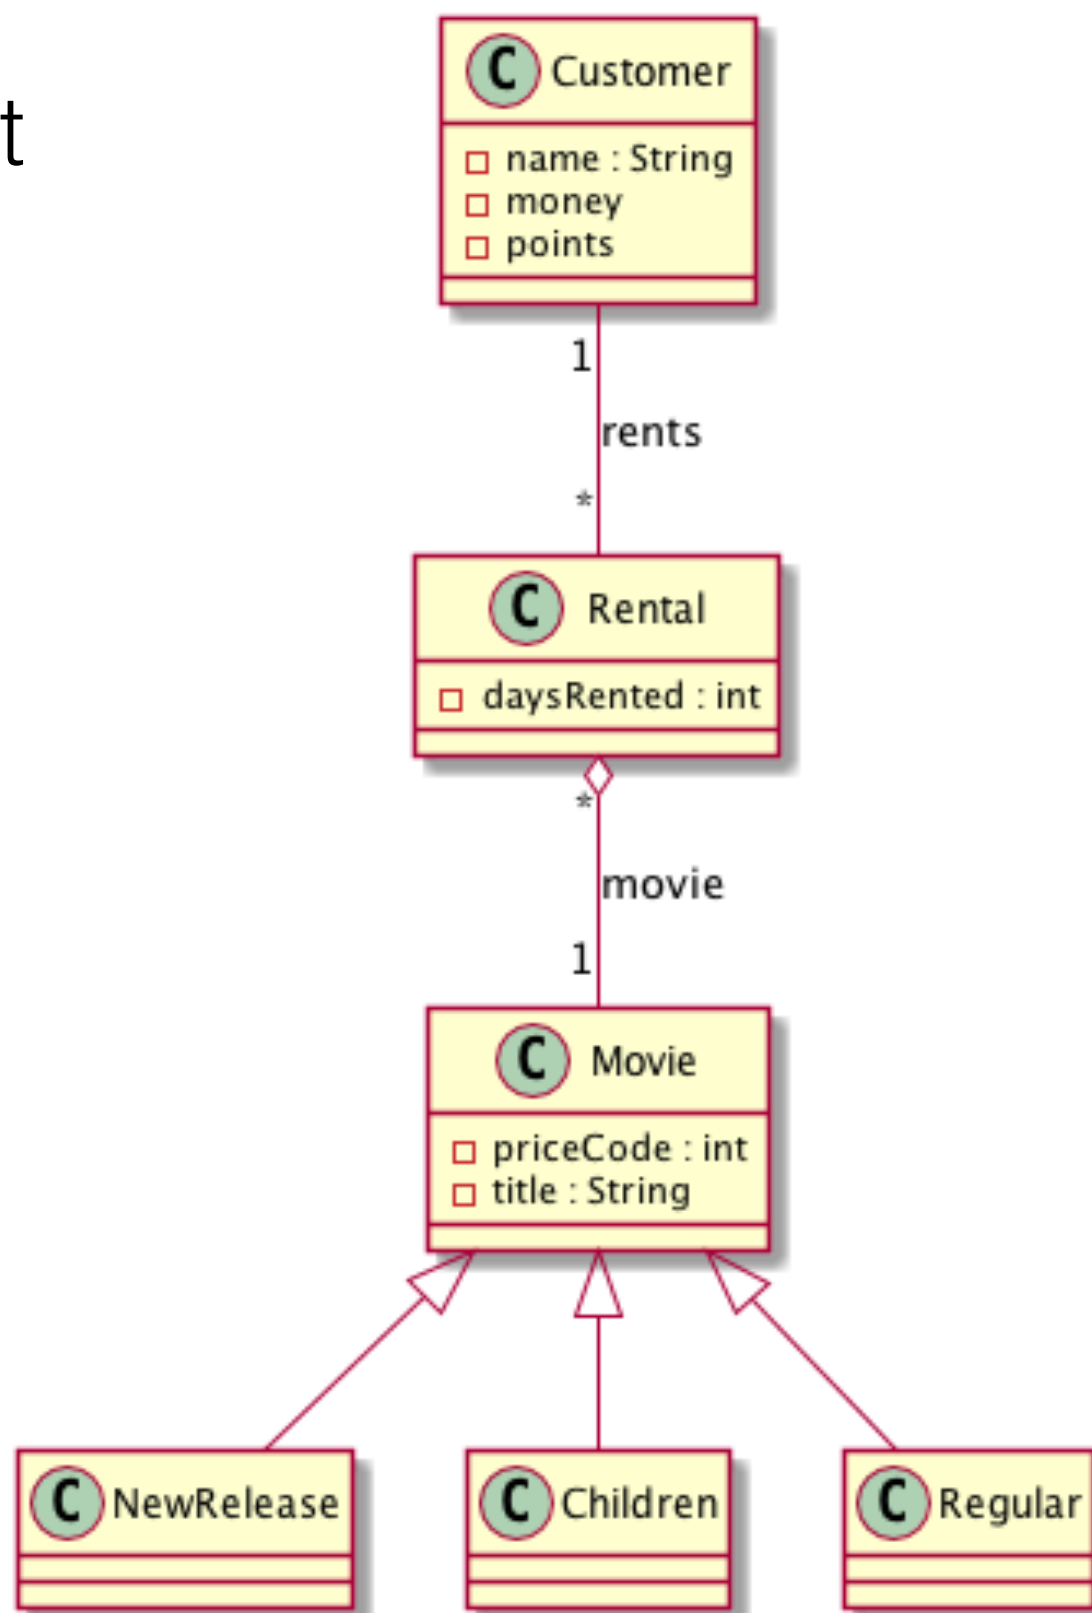 t
C Customer
name : String
money
points
1
rents
*
C Rental
daysRented : int
*
movie
1
C Movie
priceCode : int
title : String
C NewRelease
C Children
C Regular